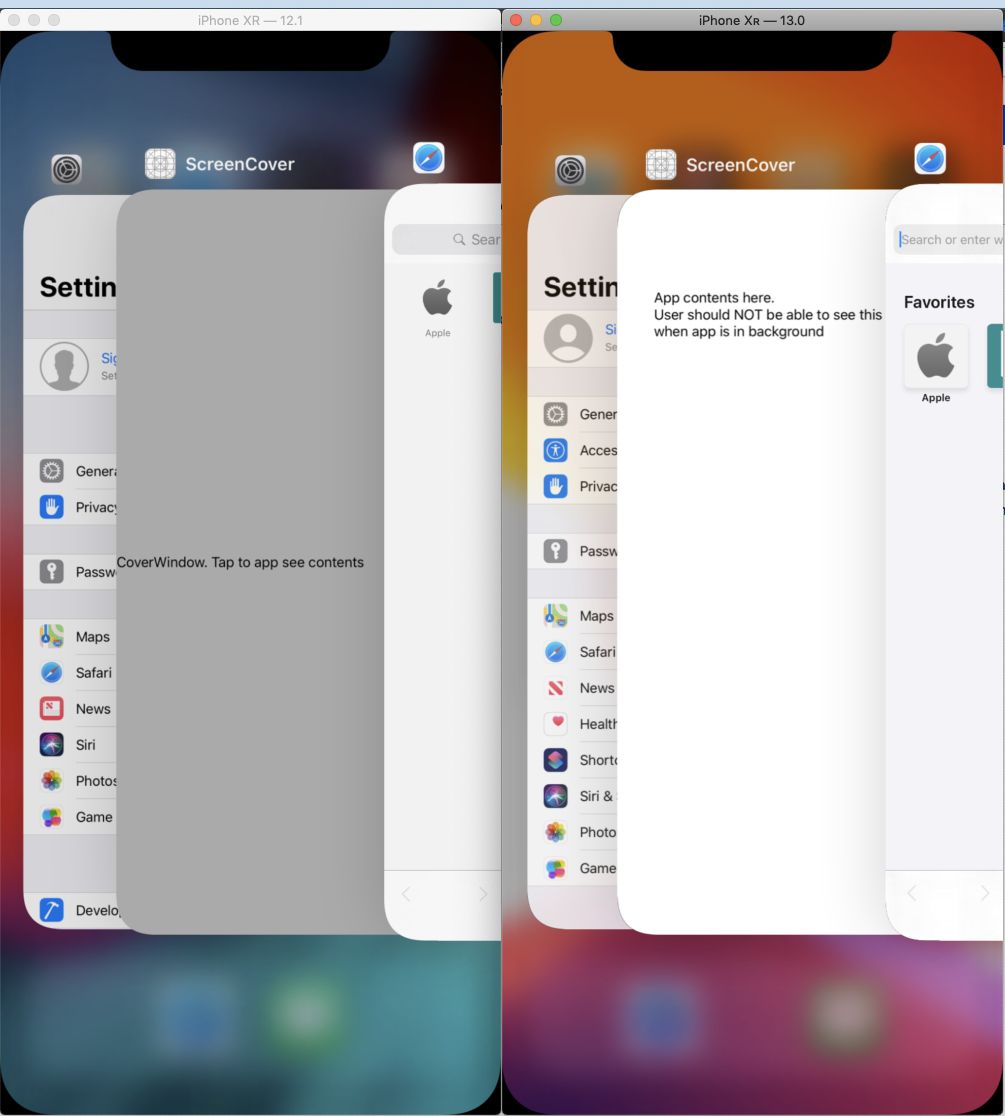 iPhone XR — 12.1
ScreenCover
Settin
Sig
Set
Genera
Privacy
Passw
Maps
Safari
News
Siri
Photos
Game
Develo
CoverWindow. Tap to app see contents
Sear
Apple
iPhone Xʀ — 13.0
ScreenCover
Settin
Si
Se
Gener
Acces
Privac
Passw
Maps
Safari
News
Health
Shortc
Siri &
Photo
Game
App contents here.
User should NOT be able to see this
when app is in background
Search or enter w
Favorites
Apple